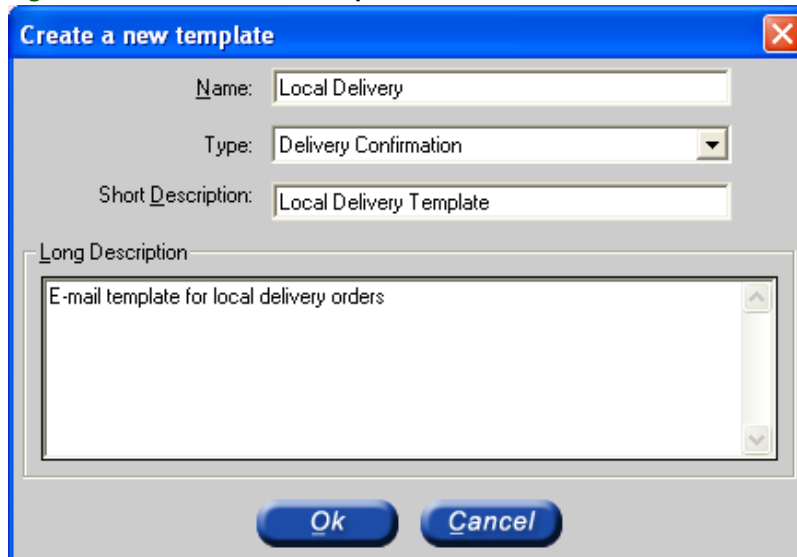 Create a new template
Name: Local Delivery
Type: Delivery Confirmation
Short Description: Local Delivery Template
Long Description
E-mail template for local delivery orders
Ok Cancel